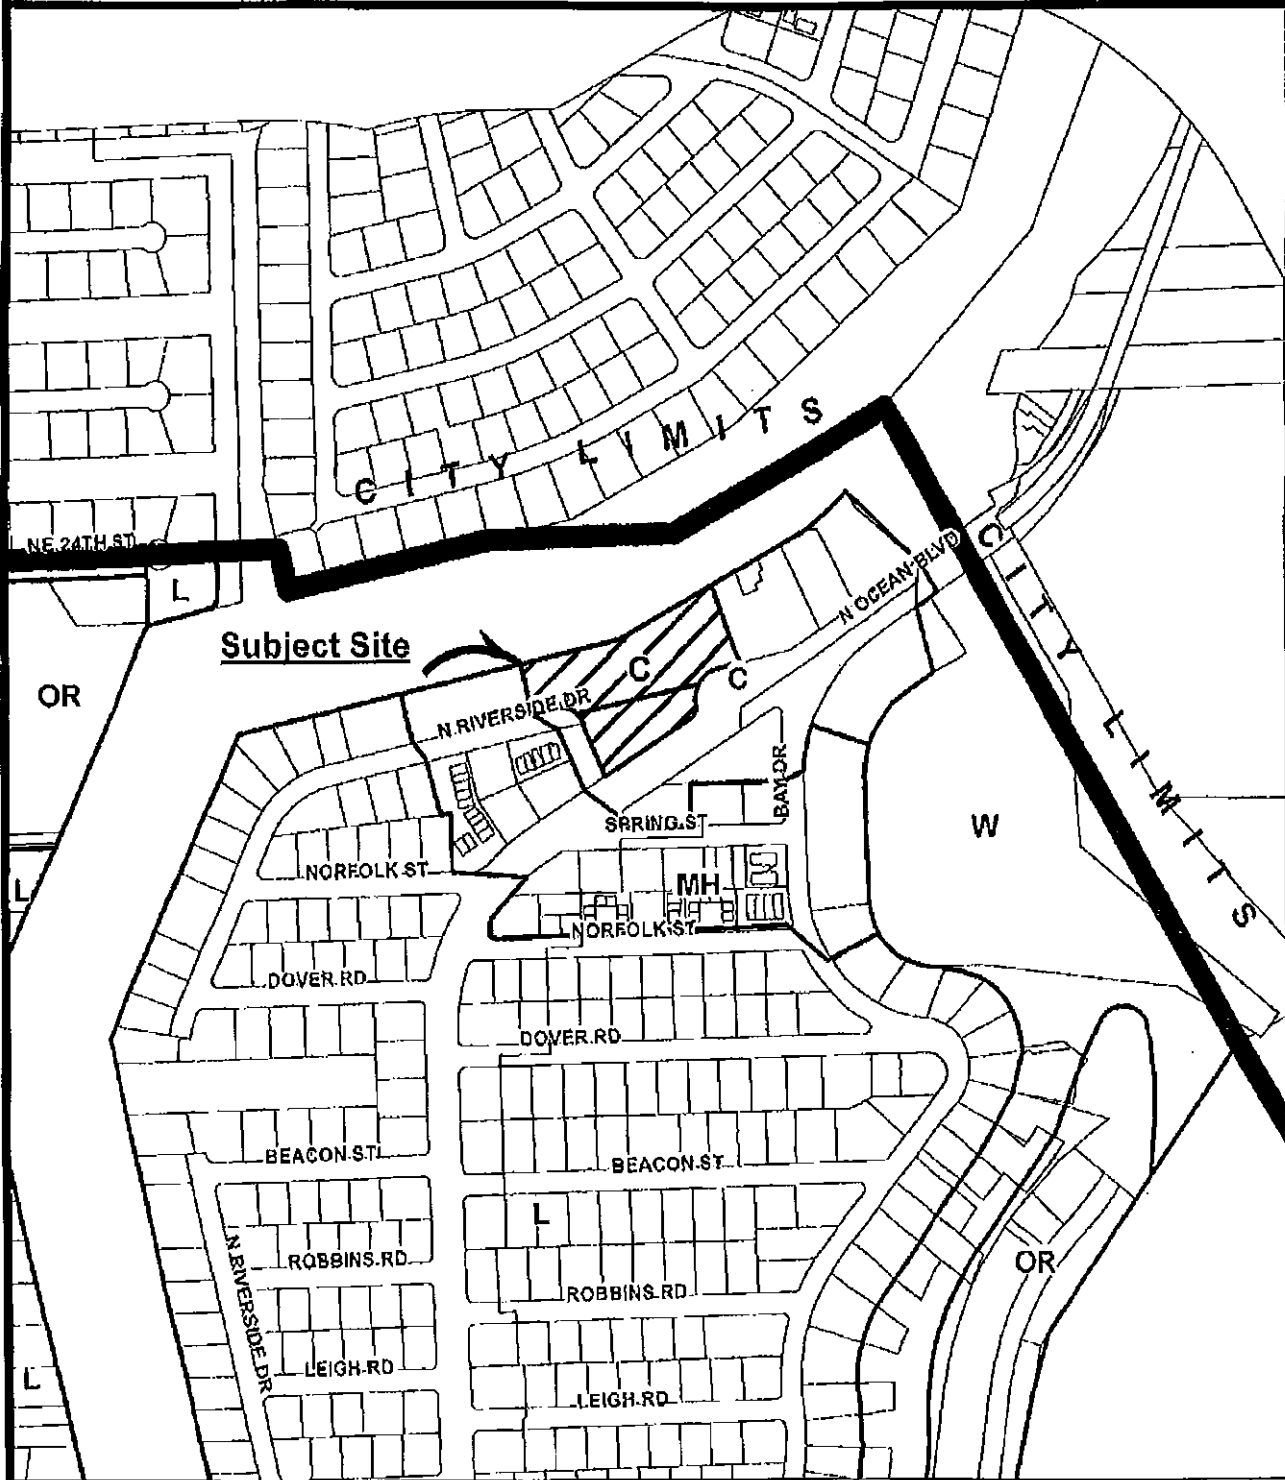 CITY LIMITS
NE 24TH ST
L
N OCEAN BLVD
CITY LIMITS
Subject Site
C
C
OR
N RIVERSIDE DR
BAY DR
SPRING ST
W
L
NORFOLK ST
MH
NORFOLK ST
DOVER RD
DOVER RD
BEACON ST
BEACON ST
L
N RIVERSIDE DR
ROBBINS RD
OR
ROBBINS RD
LEIGH RD
L
LEIGH RD